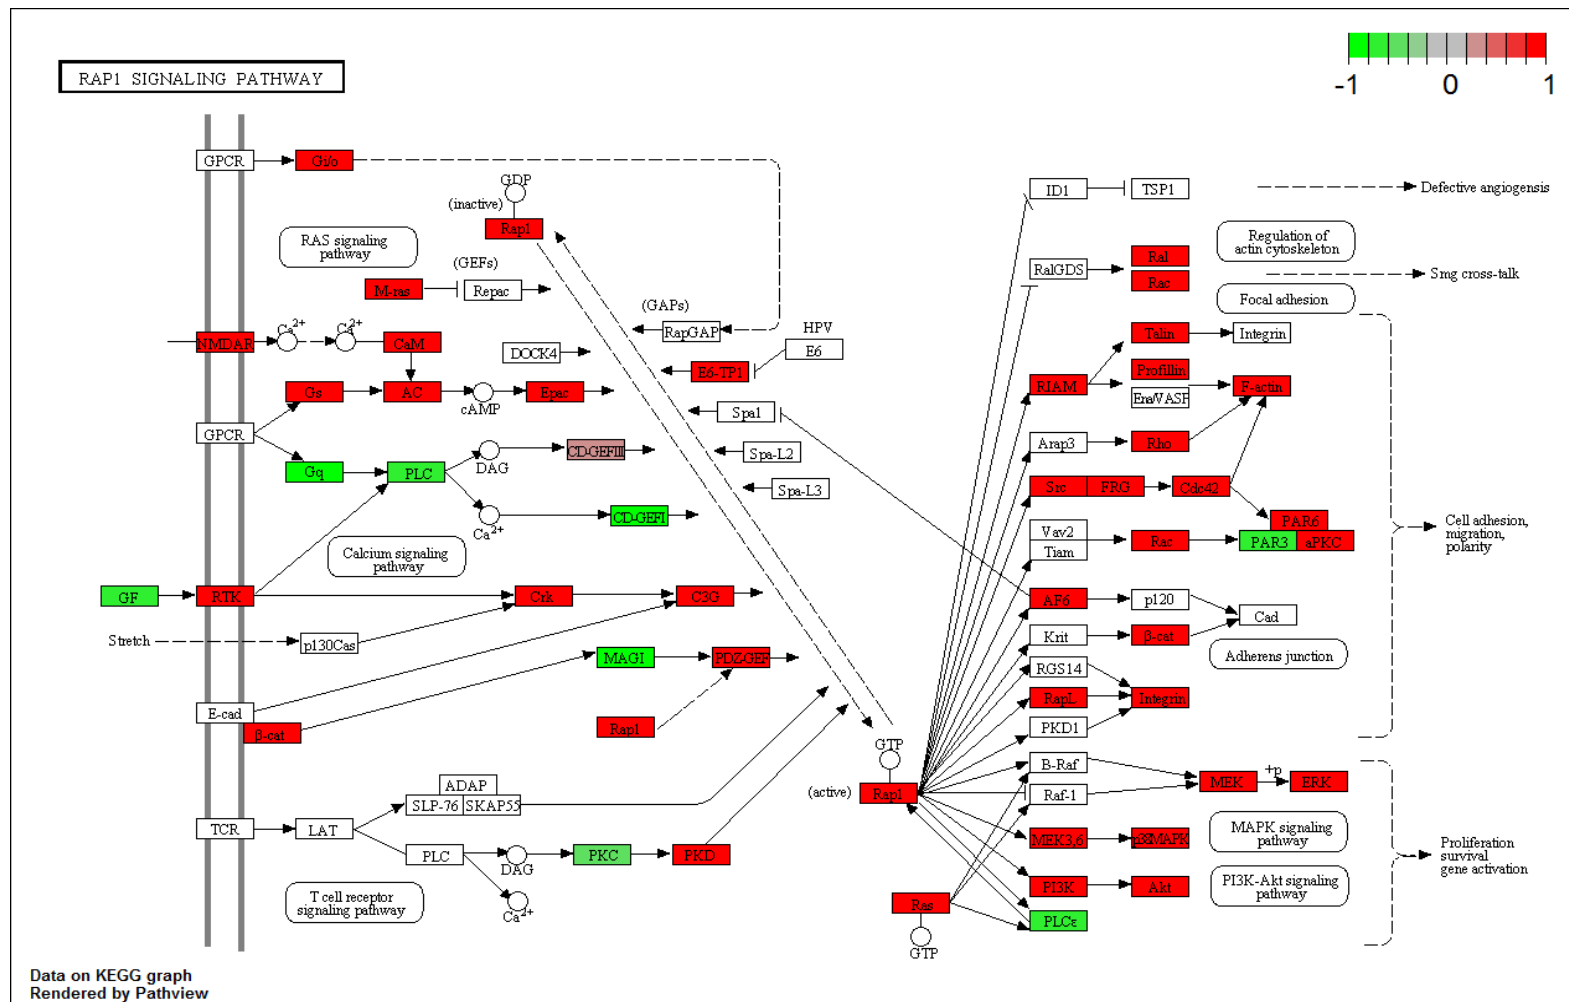 -1 0 1
RAP1 SIGNALING PATHWAY
GPCR
Gi/o
GDP
(inactive)
Rap1
RAS signaling
pathway
(GEFs)
M-ras
Repac
(GAPs)
RapGAP
HPV
E6
NMDAR
Ca2+
Ca2+
CaM
DOCK4
E6-TP1
Gs
AC
cAMP
Epac
Spa1
GPCR
Gq
PLC
DAG
CD-GEFIII
Spa-L2
Spa-L3
Ca2+
CD-GEFI
Calcium signaling
pathway
GF
RTK
Crk
C3G
Stretch
p130Cas
MAGI
PDZ-GEF
E-cad
β-cat
Rap1
GTP
(active)
Rap1
ADAP
SLP-76
SKAP55
TCR
LAT
PLC
DAG
PKC
PKD
Ca2+
T cell receptor
signaling pathway
Ras
GTP
ID1
TSP1
Defective angiogensis
RalGDS
Ral
Rac
Regulation of
actin cytoskeleton
Smg cross-talk
Focal adhesion
Talin
Integrin
RIAM
Profillin
Ena/VASP
F-actin
Arap3
Rho
Src
FRG
Cdc42
Vav2
Tiam
Rac
PAR6
PAR3
aPKC
Cell adhesion,
migration,
polarity
AF6
p120
Cad
Krit
β-cat
Adherens junction
RGS14
RapL
Integrin
PKD1
B-Raf
Raf-1
MEK
+p
ERK
MEK3,6
p38MAPK
MAPK signaling
pathway
Proliferation
survival
gene activation
PI3K
Akt
PI3K-Akt signaling
pathway
PLCε
Data on KEGG graph
Rendered by Pathview